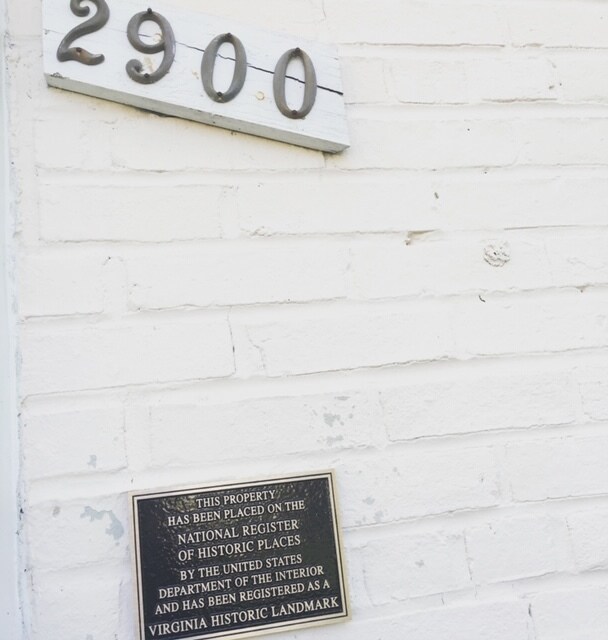 2900
THIS PROPERTY
HAS BEEN PLACED ON THE
NATIONAL REGISTER
OF HISTORIC PLACES
BY THE UNITED STATES
DEPARTMENT OF THE INTERIOR
AND HAS BEEN REGISTERED AS A
VIRGINIA HISTORIC LANDMARK